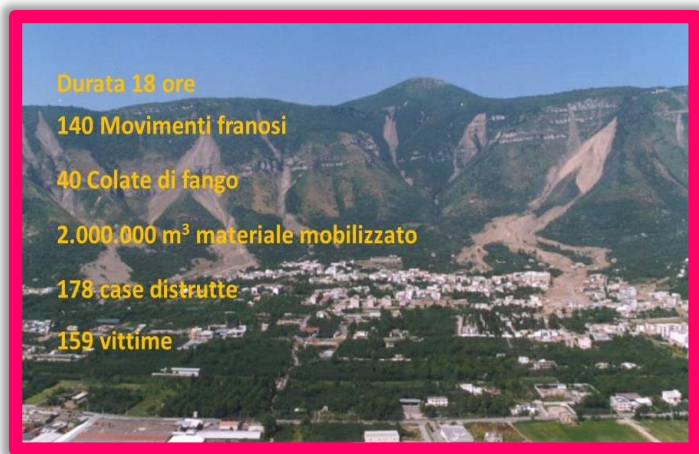 Durata 18 ore
140 Movimenti franosi
40 Colate di fango
2.000.000 m³ materiale mobilizzato
178 case distrutte
159 vittime